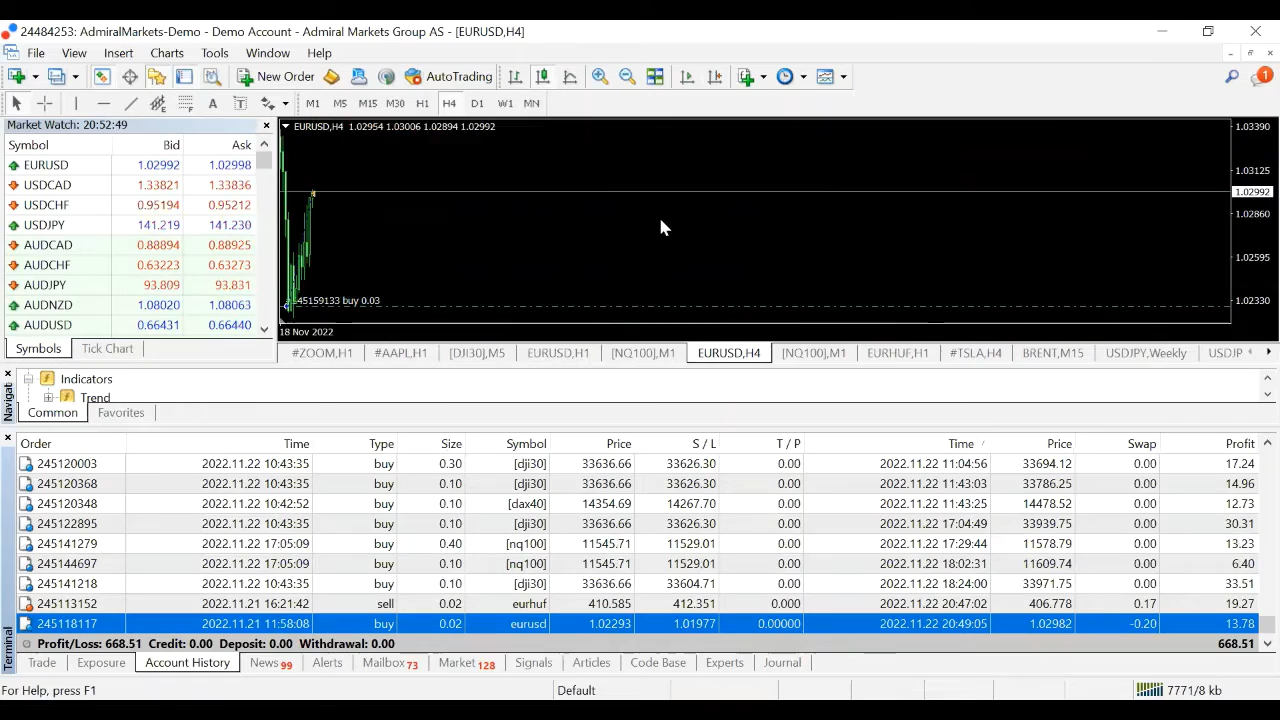 24484253: AdmiralMarkets-Demo - Demo Account - Admiral Markets Group AS - [EURUSD,H4]
File View Insert Charts Tools Window Help
New Order AutoTrading 1
A T M1 M5 M15 M30 H1 H4 D1 W1 MN
Market Watch: 20:52:49
Symbol Bid Ask
EURUSD 1.02992 1.02998
USDCAD 1.33821 1.33836
USDCHF 0.95194 0.95212
USDJPY 141.219 141.230
AUDCAD 0.88894 0.88925
AUDCHF 0.63223 0.63273
AUDJPY 93.809 93.831
AUDNZD 1.08020 1.08063
AUDUSD 0.66431 0.66440
Symbols Tick Chart
EURUSD,H4 1.02954 1.03006 1.02894 1.02992
1.03390
1.03125
1.02992
1.02860
1.02595
1.02330
45159133 buy 0.03
18 Nov 2022
#ZOOM,H1 #AAPL,H1 [DJI30],M5 EURUSD,H1 [NQ100],M1 EURUSD,H4 [NQ100],M1 EURHUF,H1 #TSLA,H4 BRENT,M15 USDJPY,Weekly USDJP
Navigat
Indicators
Trend
Common Favorites
Order Time Type Size Symbol Price S / L T / P Time Price Swap Profit
245120003 2022.11.22 10:43:35 buy 0.30 [dji30] 33636.66 33626.30 0.00 2022.11.22 11:04:56 33694.12 0.00 17.24
245120368 2022.11.22 10:43:35 buy 0.10 [dji30] 33636.66 33626.30 0.00 2022.11.22 11:43:03 33786.25 0.00 14.96
245120348 2022.11.22 10:42:52 buy 0.10 [dax40] 14354.69 14267.70 0.00 2022.11.22 11:43:25 14478.52 0.00 12.73
245122895 2022.11.22 10:43:35 buy 0.10 [dji30] 33636.66 33626.30 0.00 2022.11.22 17:04:49 33939.75 0.00 30.31
245141279 2022.11.22 17:05:09 buy 0.40 [nq100] 11545.71 11529.01 0.00 2022.11.22 17:29:44 11578.79 0.00 13.23
245144697 2022.11.22 17:05:09 buy 0.10 [nq100] 11545.71 11529.01 0.00 2022.11.22 18:02:31 11609.74 0.00 6.40
245141218 2022.11.22 10:43:35 buy 0.10 [dji30] 33636.66 33604.71 0.00 2022.11.22 18:24:00 33971.75 0.00 33.51
245113152 2022.11.21 16:21:42 sell 0.02 eurhuf 410.585 412.351 0.000 2022.11.22 20:47:02 406.778 0.17 19.27
245118117 2022.11.21 11:58:08 buy 0.02 eurusd 1.02293 1.01977 0.00000 2022.11.22 20:49:05 1.02982 -0.20 13.78
Profit/Loss: 668.51 Credit: 0.00 Deposit: 0.00 Withdrawal: 0.00 668.51
Terminal
Trade Exposure Account History News 99 Alerts Mailbox 73 Market 128 Signals Articles Code Base Experts Journal
For Help, press F1 Default 7771/8 kb